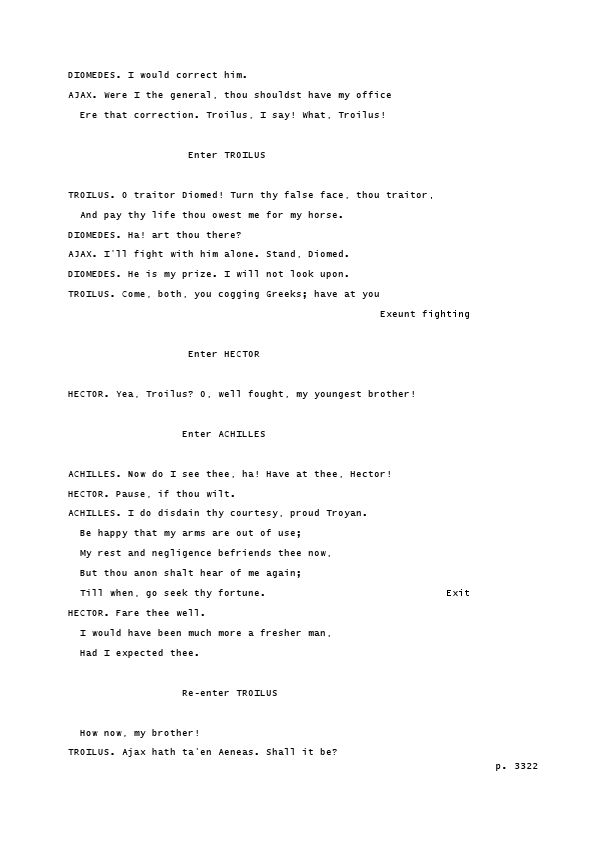 DIOMEDES. I would correct him.
AJAX. Were I the general, thou shouldst have my office
Ere that correction. Troilus, I say! What, Troilus!
Enter TROILUS
TROILUS. O traitor Diomed! Turn thy false face, thou traitor,
And pay thy life thou owest me for my horse.
DIOMEDES. Ha! art thou there?
AJAX. I'll fight with him alone. Stand, Diomed.
DIOMEDES. He is my prize. I will not look upon.
TROILUS. Come, both, you cogging Greeks; have at you
Exeunt fighting
Enter HECTOR
HECTOR. Yea, Troilus? O, well fought, my youngest brother!
Enter ACHILLES
ACHILLES. Now do I see thee, ha! Have at thee, Hector!
HECTOR. Pause, if thou wilt.
ACHILLES. I do disdain thy courtesy, proud Troyan.
Be happy that my arms are out of use;
My rest and negligence befriends thee now,
But thou anon shalt hear of me again;
Till when, go seek thy fortune. Exit
HECTOR. Fare thee well.
I would have been much more a fresher man,
Had I expected thee.
Re-enter TROILUS
How now, my brother!
TROILUS. Ajax hath ta'en Aeneas. Shall it be?
p. 3322